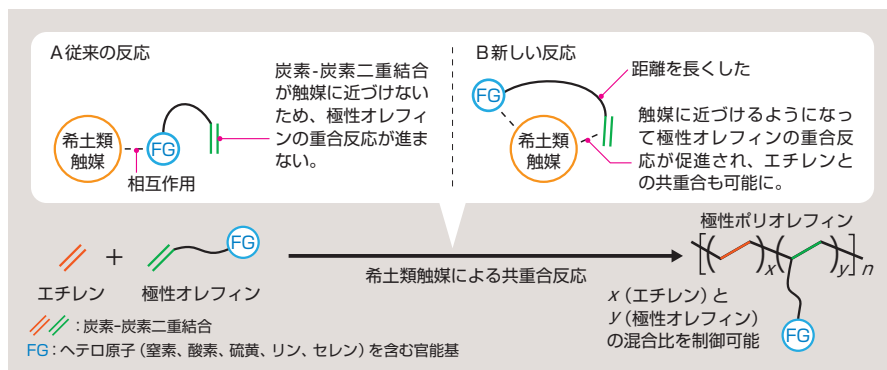 A 従来の反応
炭素-炭素二重結合
が触媒に近づけない
ため、極性オレフィ
ンの重合反応が進ま
ない。
希土類
触媒
FG
相互作用
B 新しい反応
距離を長くした
FG
希土類
触媒
触媒に近づけるようになっ
て極性オレフィンの重合反
応が促進され、エチレンと
の共重合も可能に。
エチレン
+
極性オレフィン
FG
希土類触媒による共重合反応
極性ポリオレフィン
[( )x( )y]n
FG
x（エチレン）と
y（極性オレフィン）
の混合比を制御可能
：炭素-炭素二重結合
FG：ヘテロ原子（窒素、酸素、硫黄、リン、セレン）を含む官能基